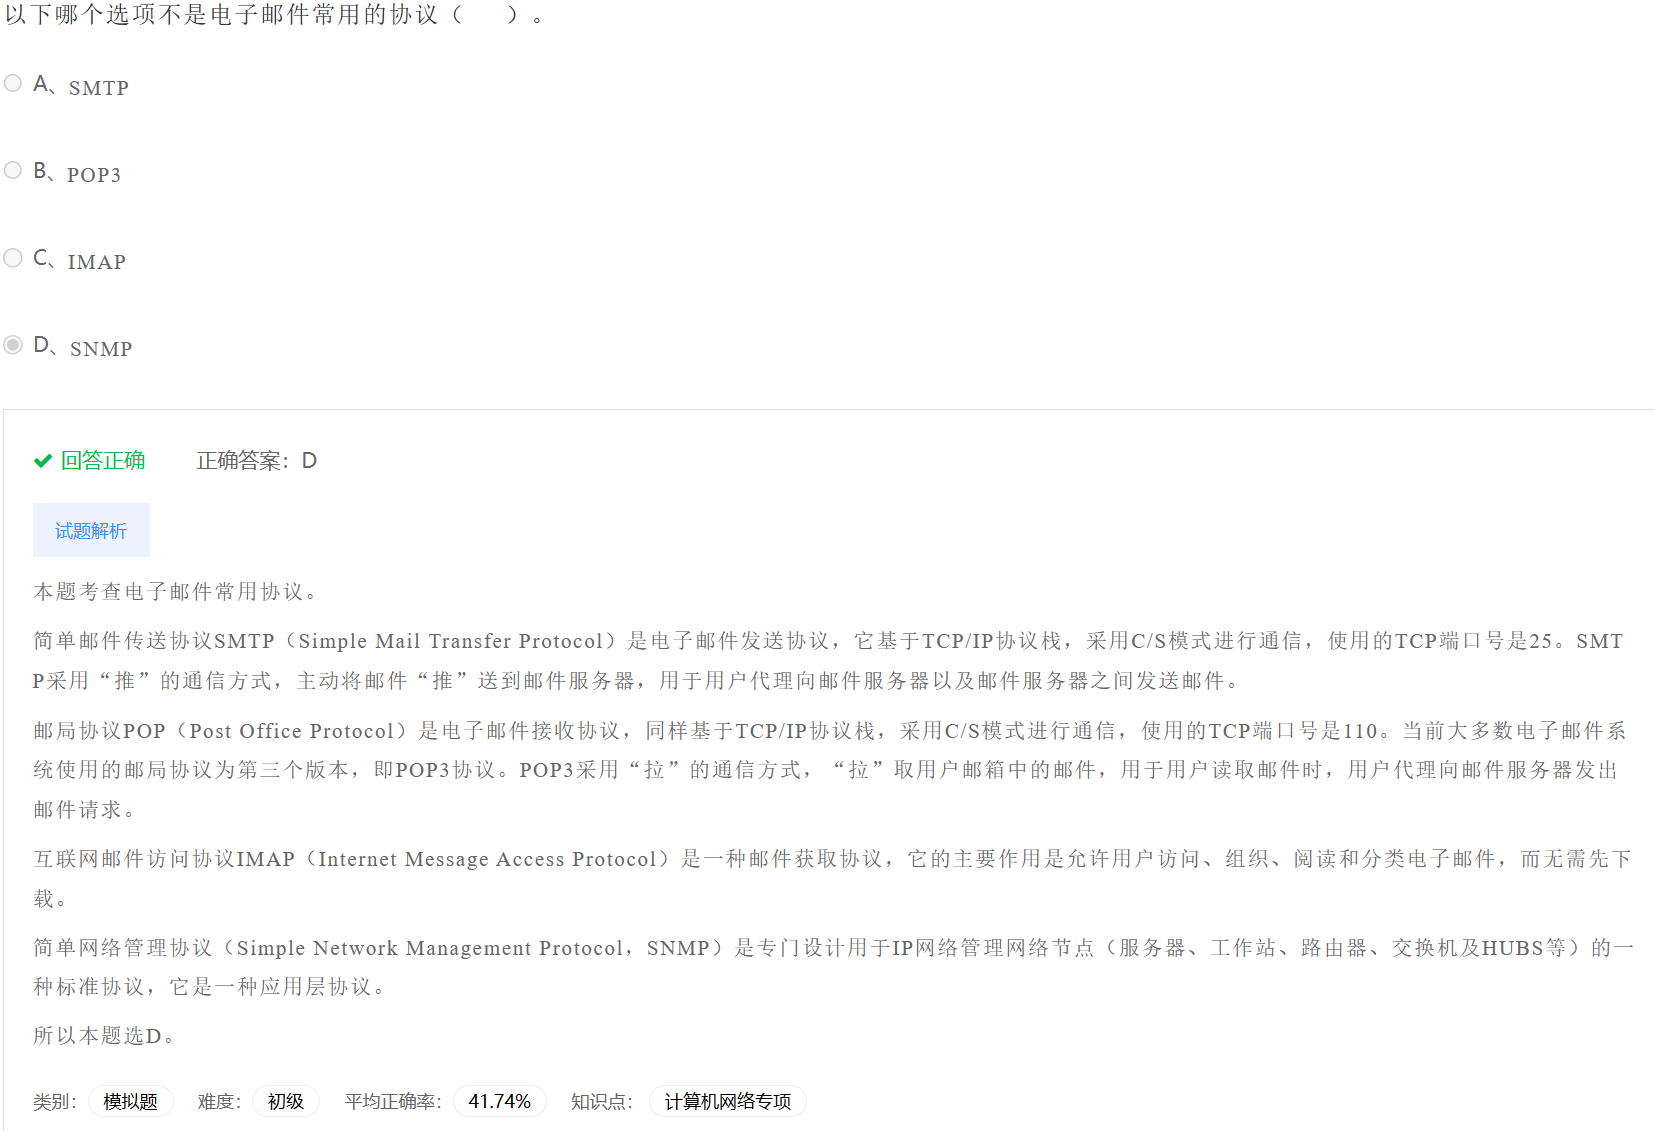 以下哪个选项不是电子邮件常用的协议（　　）。
A、SMTP
B、POP3
C、IMAP
D、SNMP
回答正确　正确答案：D
试题解析
本题考查电子邮件常用协议。
简单邮件传送协议SMTP（Simple Mail Transfer Protocol）是电子邮件发送协议，它基于TCP/IP协议栈，采用C/S模式进行通信，使用的TCP端口号是25。SMT
P采用“推”的通信方式，主动将邮件“推”送到邮件服务器，用于用户代理向邮件服务器以及邮件服务器之间发送邮件。
邮局协议POP（Post Office Protocol）是电子邮件接收协议，同样基于TCP/IP协议栈，采用C/S模式进行通信，使用的TCP端口号是110。当前大多数电子邮件系
统使用的邮局协议为第三个版本，即POP3协议。POP3采用“拉”的通信方式，“拉”取用户邮箱中的邮件，用于用户读取邮件时，用户代理向邮件服务器发出
邮件请求。
互联网邮件访问协议IMAP（Internet Message Access Protocol）是一种邮件获取协议，它的主要作用是允许用户访问、组织、阅读和分类电子邮件，而无需先下
载。
简单网络管理协议（Simple Network Management Protocol，SNMP）是专门设计用于IP网络管理网络节点（服务器、工作站、路由器、交换机及HUBS等）的一
种标准协议，它是一种应用层协议。
所以本题选D。
类别：模拟题　难度：初级　平均正确率：41.74%　知识点：计算机网络专项